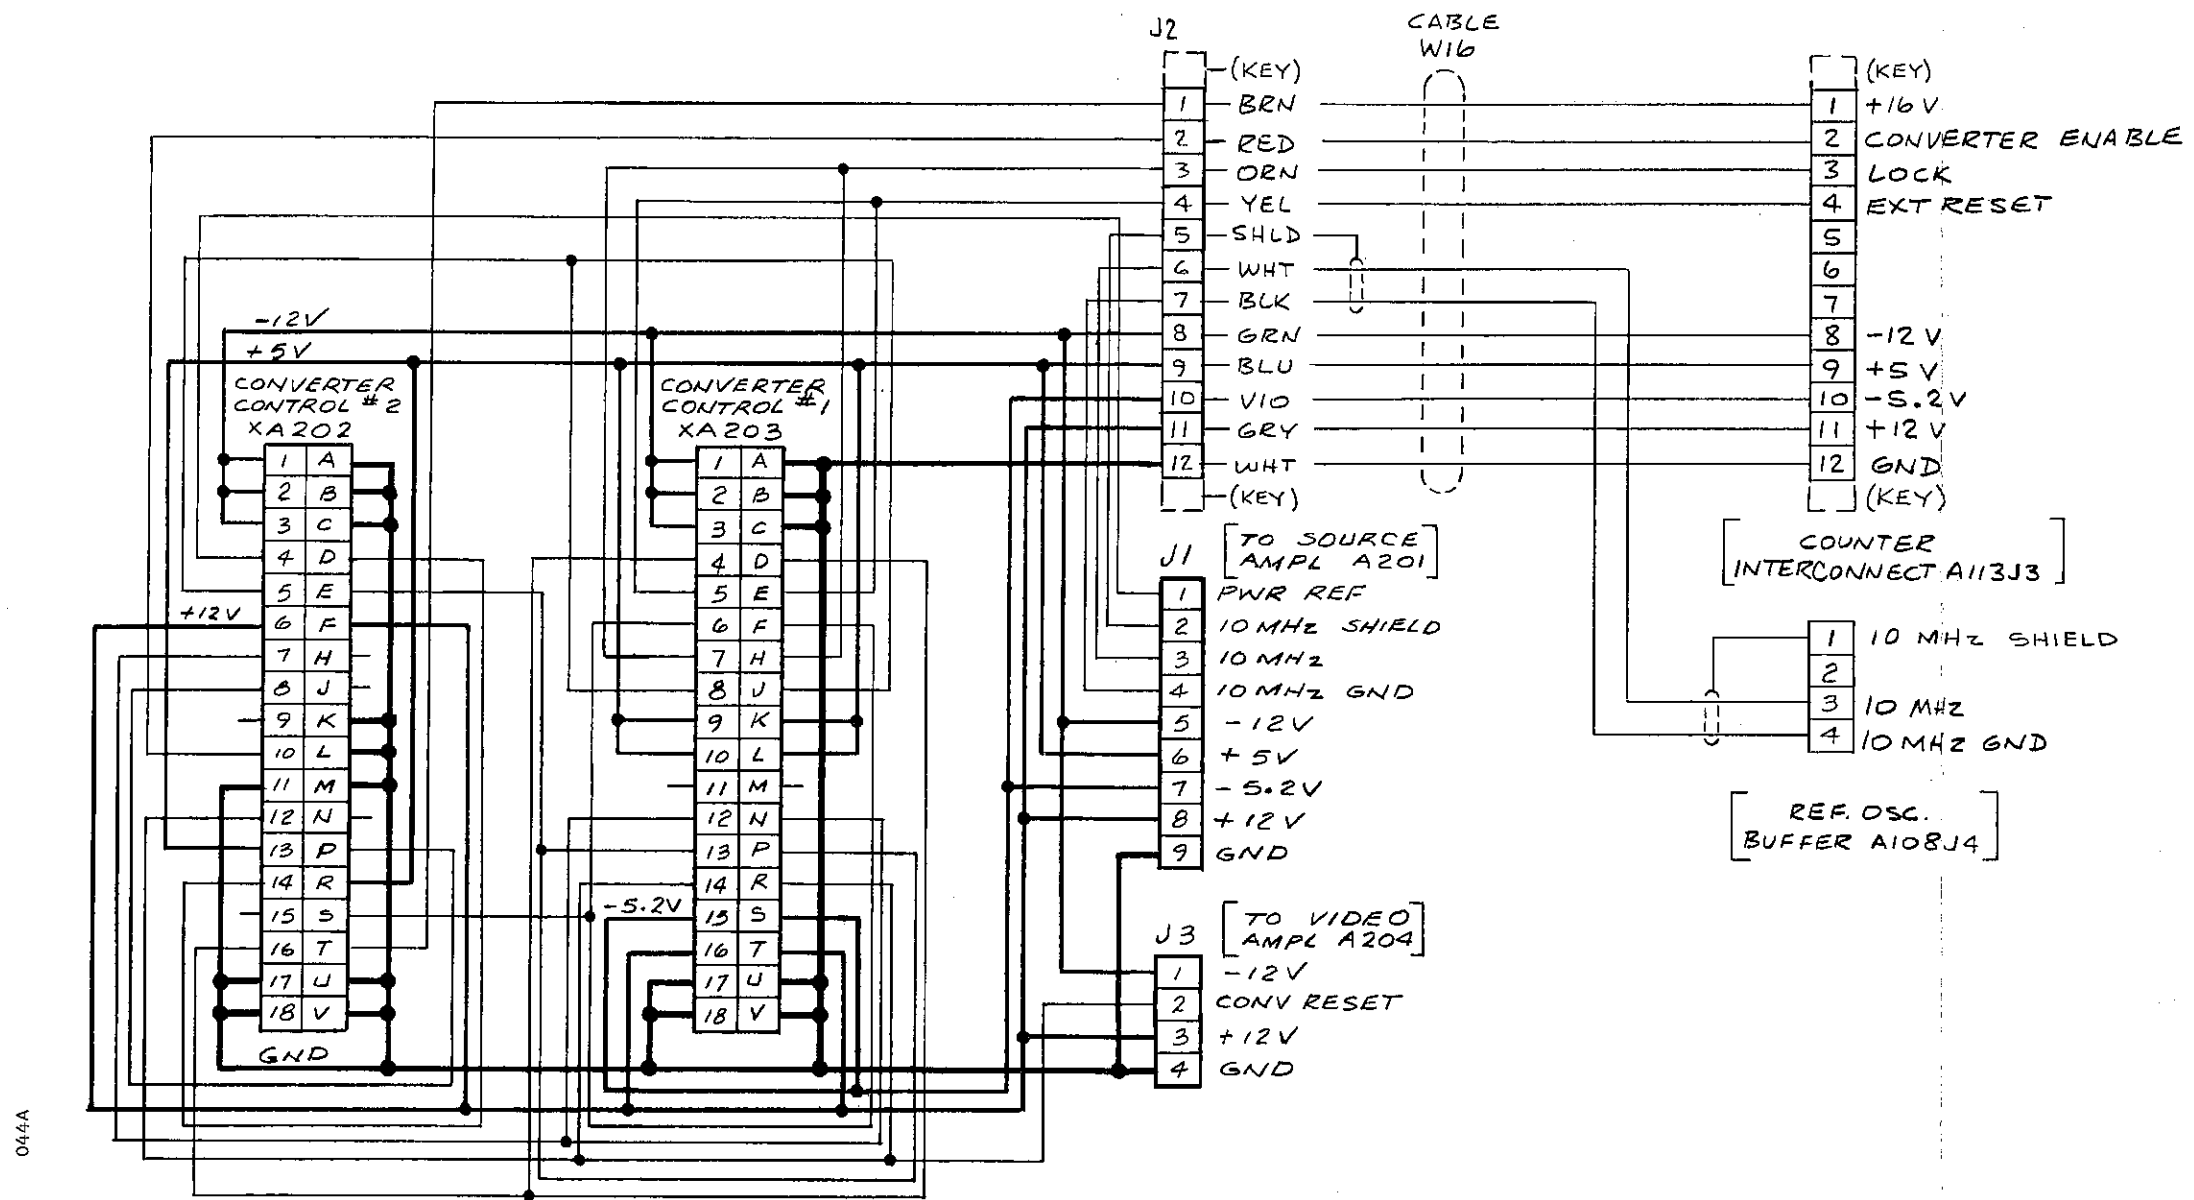 J2
CABLE
W16
(KEY)
1 BRN
2 RED
3 ORN
4 YEL
5 SHLD
6 WHT
7 BLK
8 GRN
9 BLU
10 VIO
11 GRY
12 WHT
(KEY)
(KEY)
1 +16 V
2 CONVERTER ENABLE
3 LOCK
4 EXT RESET
5
6
7
8 -12 V
9 +5 V
10 -5.2 V
11 +12 V
12 GND
(KEY)
[COUNTER
INTERCONNECT A113J3]
1 10 MHz SHIELD
2
3 10 MHz
4 10 MHz GND
[REF. OSC.
BUFFER A108J4]
-12V
+5V
CONVERTER
CONTROL #2
XA202
1 A
2 B
3 C
4 D
5 E
+12V
6 F
7 H
8 J
9 K
10 L
11 M
12 N
13 P
14 R
15 S
16 T
17 U
18 V
GND
CONVERTER
CONTROL #1
XA203
1 A
2 B
3 C
4 D
5 E
6 F
7 H
8 J
9 K
10 L
11 M
12 N
13 P
14 R
-5.2V
15 S
16 T
17 U
18 V
J1
[TO SOURCE
AMPL A201]
1 PWR REF
2 10 MHz SHIELD
3 10 MHz
4 10 MHz GND
5 -12V
6 +5V
7 -5.2V
8 +12V
9 GND
J3
[TO VIDEO
AMPL A204]
1 -12V
2 CONV RESET
3 +12V
4 GND
044A